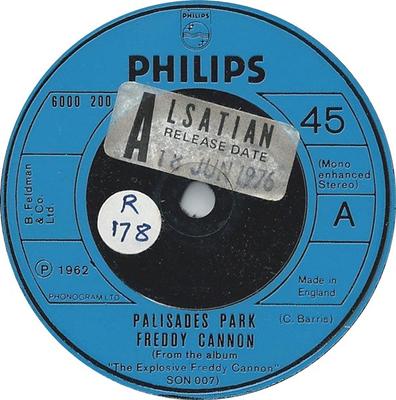 PHILIPS
PHILIPS
6000 200
45
ALSATIAN
RELEASE DATE
18 JUN 1976
(Mono
enhanced
Stereo)
B. Feldman
& Co.
Ltd.
R
178
A
℗ 1962
PHONOGRAM LTD
Made in
England
PALISADES PARK
(C. Barris)
FREDDY CANNON
(From the album
"The Explosive Freddy Cannon"
SON 007)